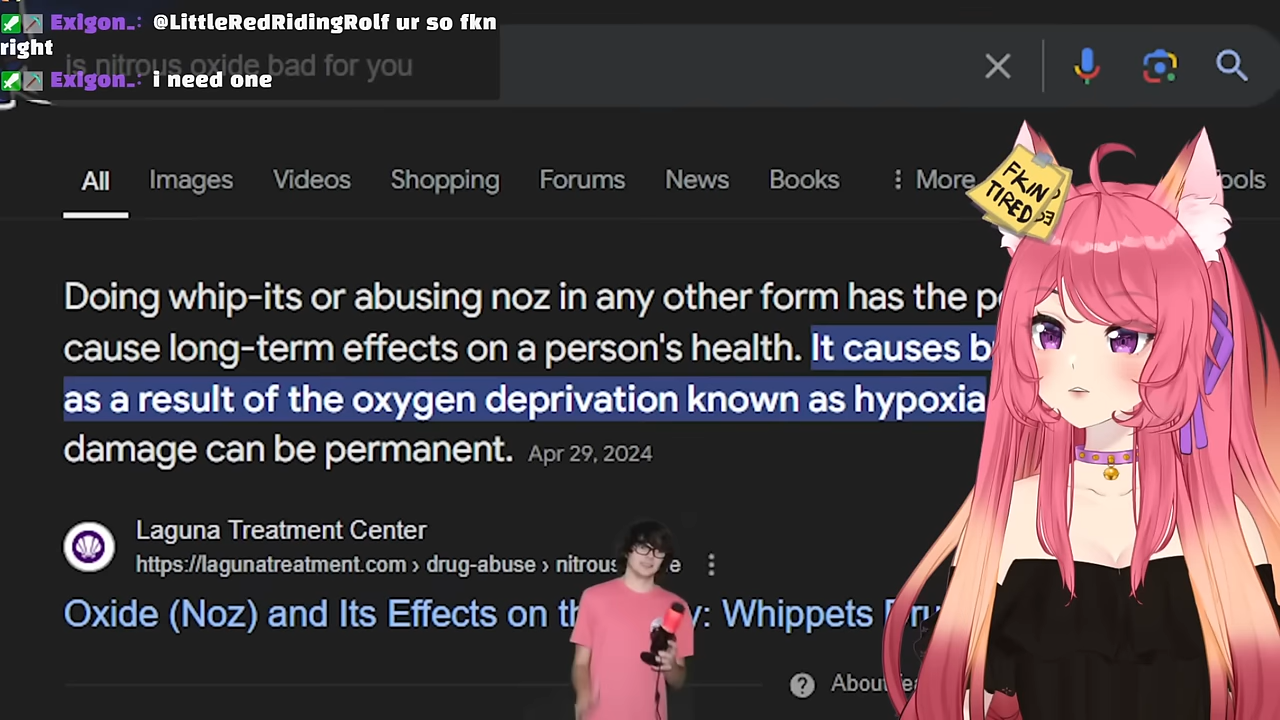 Exigon_: @LittleRedRidingRolf ur so fkn
right
is nitrous oxide bad for you
Exigon_: i need one
All Images Videos Shopping Forums News Books More
FKIN
TIRED
Doing whip-its or abusing noz in any other form has the
cause long-term effects on a person's health. It causes
as a result of the oxygen deprivation known as hypoxia
damage can be permanent. Apr 29, 2024
Laguna Treatment Center
https://lagunatreatment.com › drug-abuse › nitrous
Oxide (Noz) and Its Effects on Whippets
? About